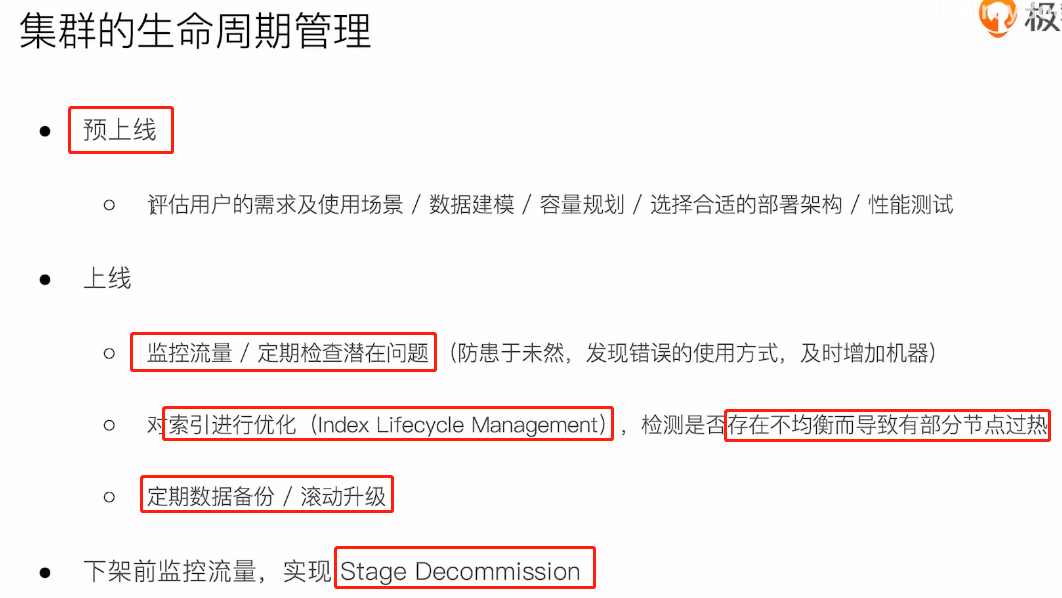 集群的生命周期管理
极
● 预上线
○ 评估用户的需求及使用场景 / 数据建模 / 容量规划 / 选择合适的部署架构 / 性能测试
● 上线
○ 监控流量 / 定期检查潜在问题（防患于未然，发现错误的使用方式，及时增加机器）
○ 对索引进行优化（Index Lifecycle Management），检测是否存在不均衡而导致有部分节点过热
○ 定期数据备份 / 滚动升级
● 下架前监控流量，实现 Stage Decommission